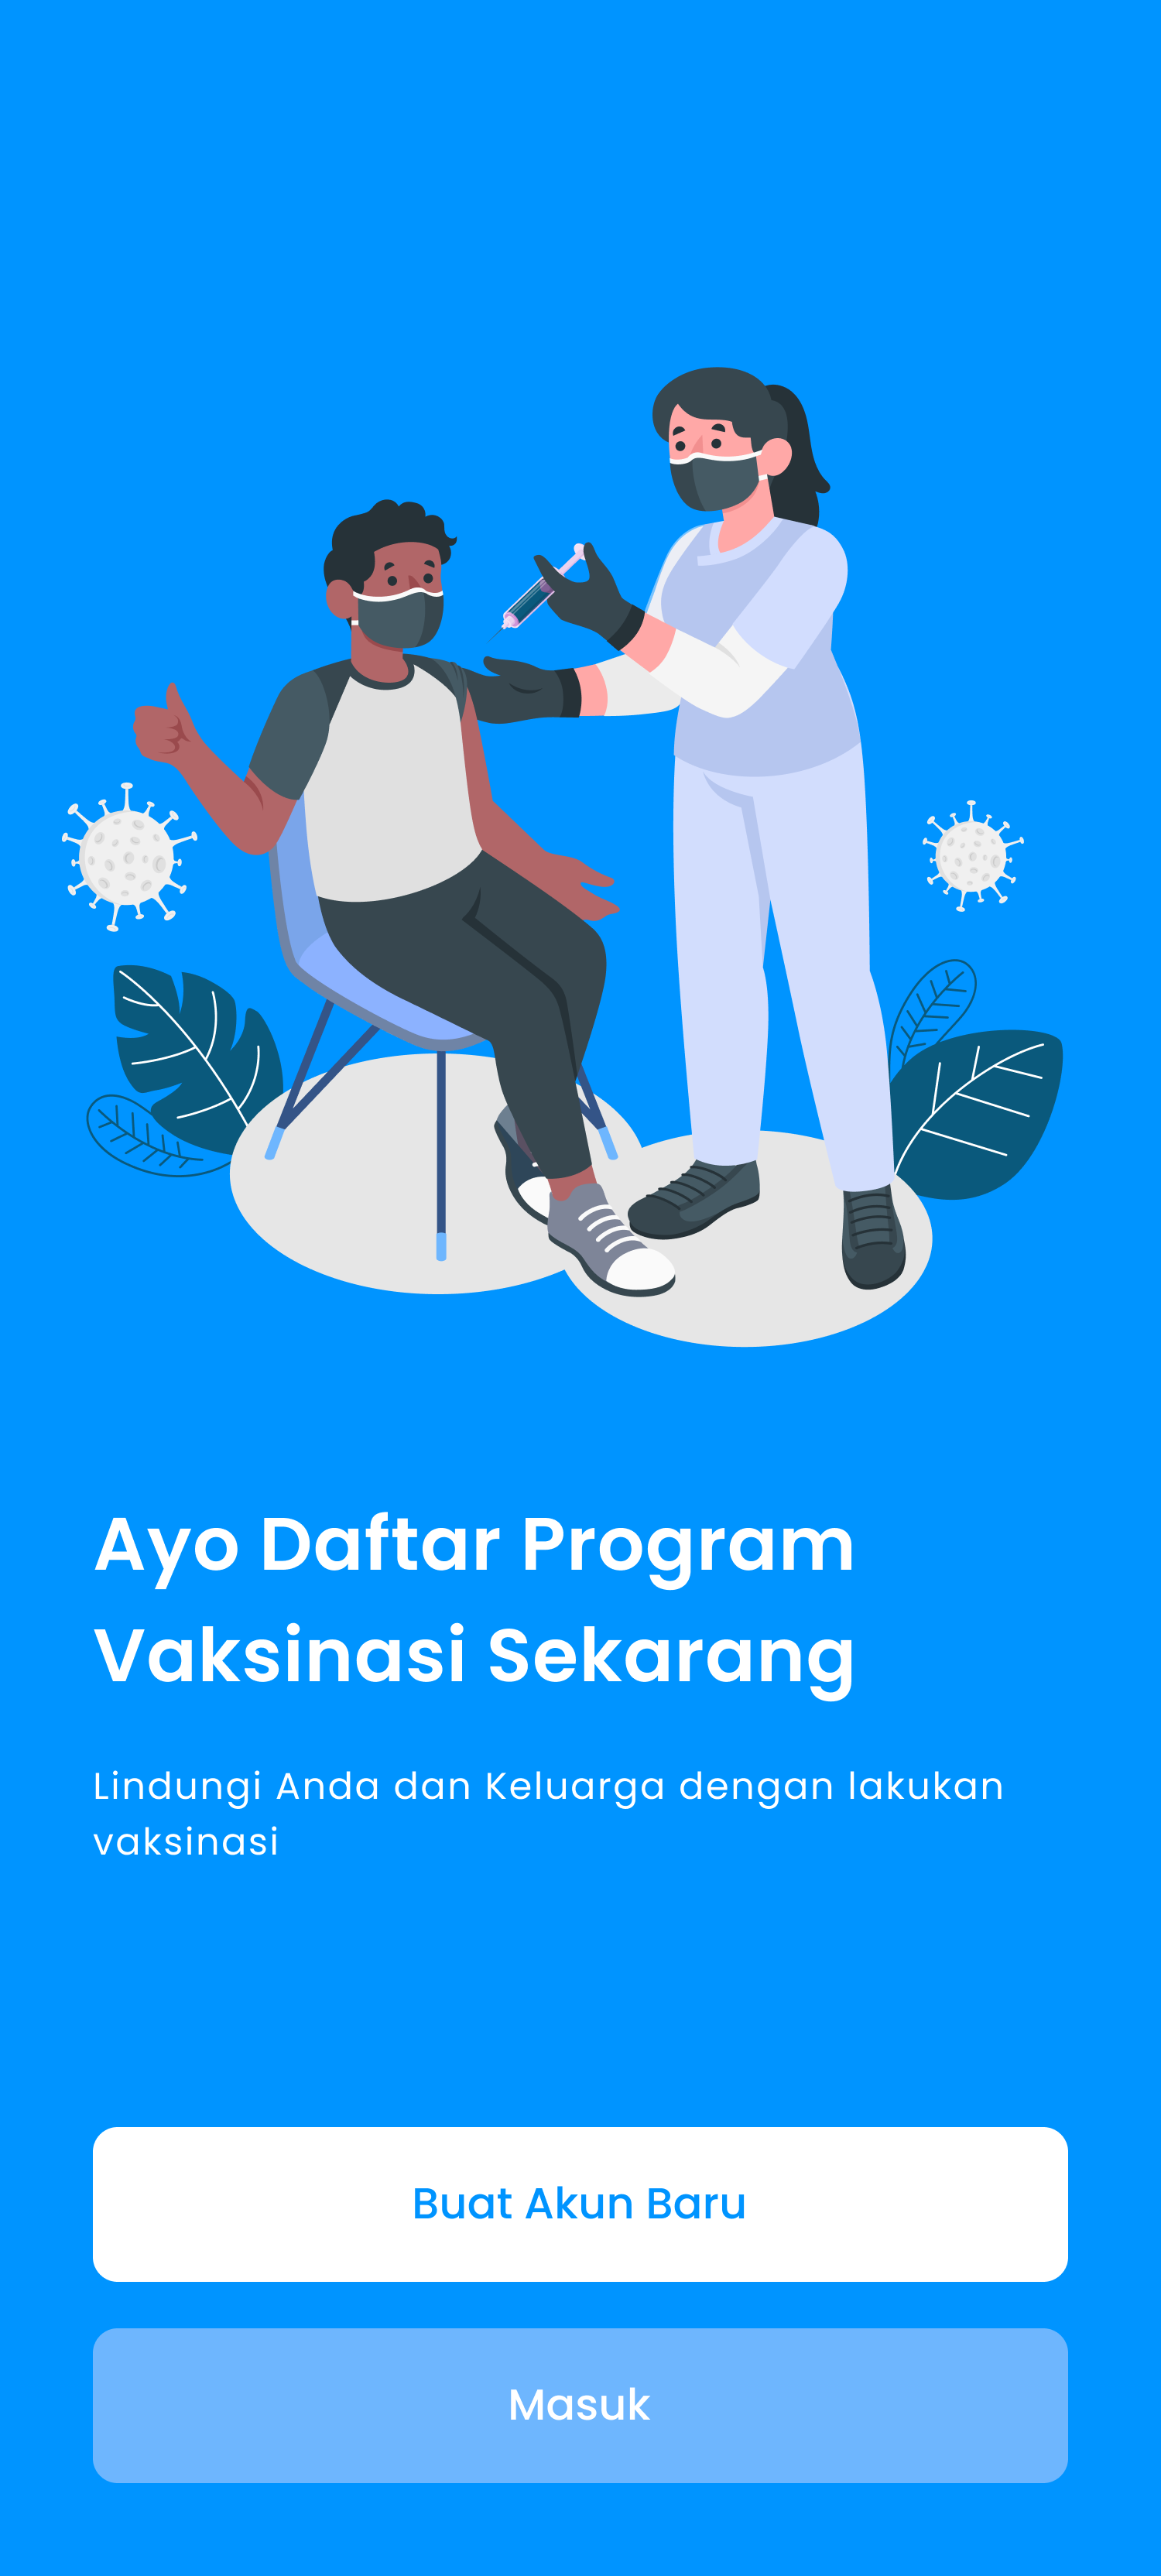 Ayo Daftar Program
Vaksinasi Sekarang
Lindungi Anda dan Keluarga dengan lakukan
vaksinasi
Buat Akun Baru
Masuk